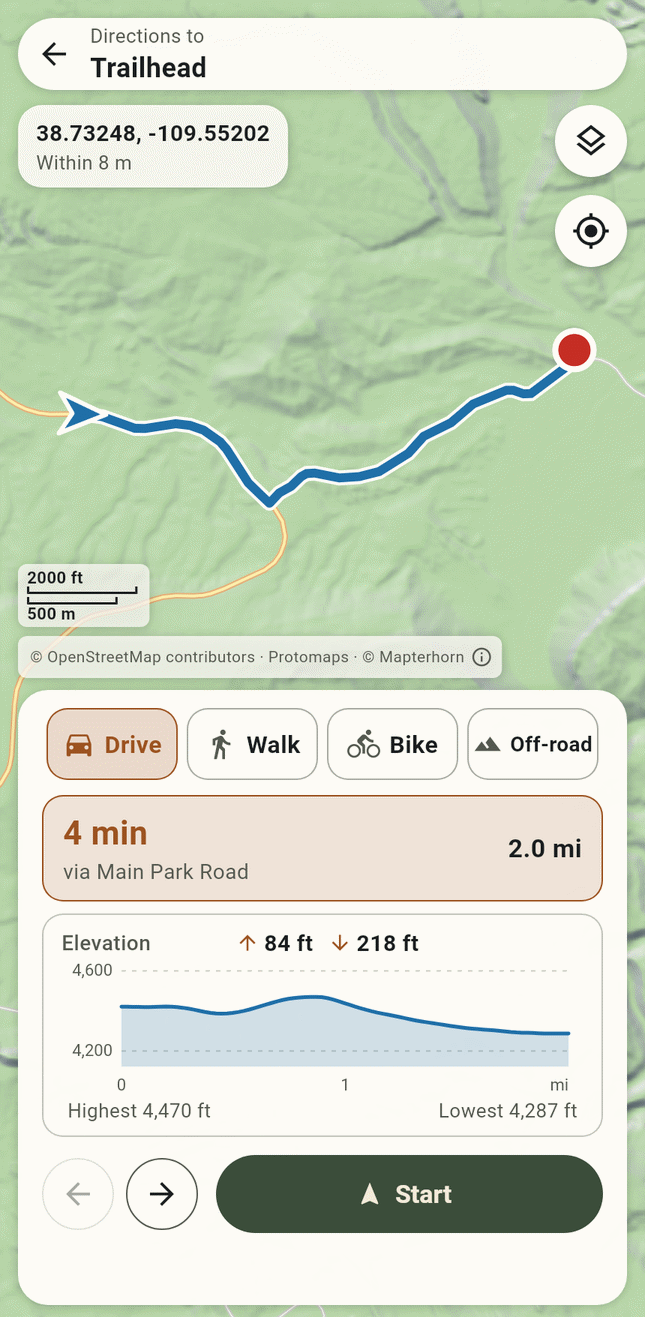 Directions to
Trailhead
38.73248, -109.55202
Within 8 m
2000 ft
500 m
© OpenStreetMap contributors · Protomaps · © Mapterhorn
Drive
Walk
Bike
Off-road
4 min
via Main Park Road
2.0 mi
Elevation
↑ 84 ft ↓ 218 ft
4,600
4,200
0 1 mi
Highest 4,470 ft
Lowest 4,287 ft
Start